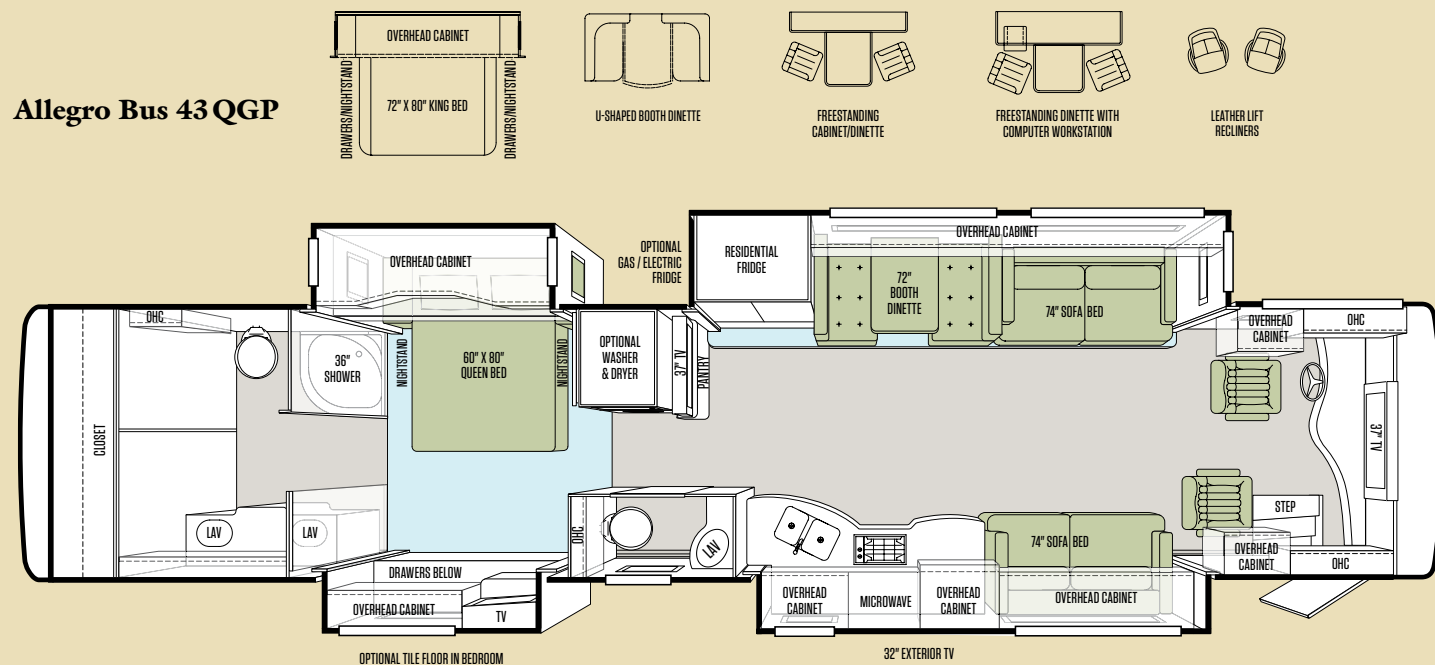 Allegro Bus 43 QGP
OVERHEAD CABINET
DRAWERS/NIGHTSTAND
72" X 80" KING BED
DRAWERS/NIGHTSTAND
U-SHAPED BOOTH DINETTE
FREESTANDING
CABINET/DINETTE
FREESTANDING DINETTE WITH
COMPUTER WORKSTATION
LEATHER LIFT
RECLINERS
OVERHEAD CABINET
OPTIONAL
GAS / ELECTRIC
FRIDGE
RESIDENTIAL
FRIDGE
OVERHEAD CABINET
72"
BOOTH
DINETTE
74" SOFA BED
OHC
36"
SHOWER
NIGHTSTAND
60" X 80"
QUEEN BED
NIGHTSTAND
OPTIONAL
WASHER
& DRYER
37" TV
PANTRY
OVERHEAD
CABINET
OHC
CLOSET
37" TV
LAV
LAV
OHC
LAV
74" SOFA BED
STEP
DRAWERS BELOW
OVERHEAD CABINET
TV
OVERHEAD
CABINET
MICROWAVE
OVERHEAD
CABINET
OVERHEAD CABINET
OVERHEAD
CABINET
OHC
OPTIONAL TILE FLOOR IN BEDROOM
32" EXTERIOR TV